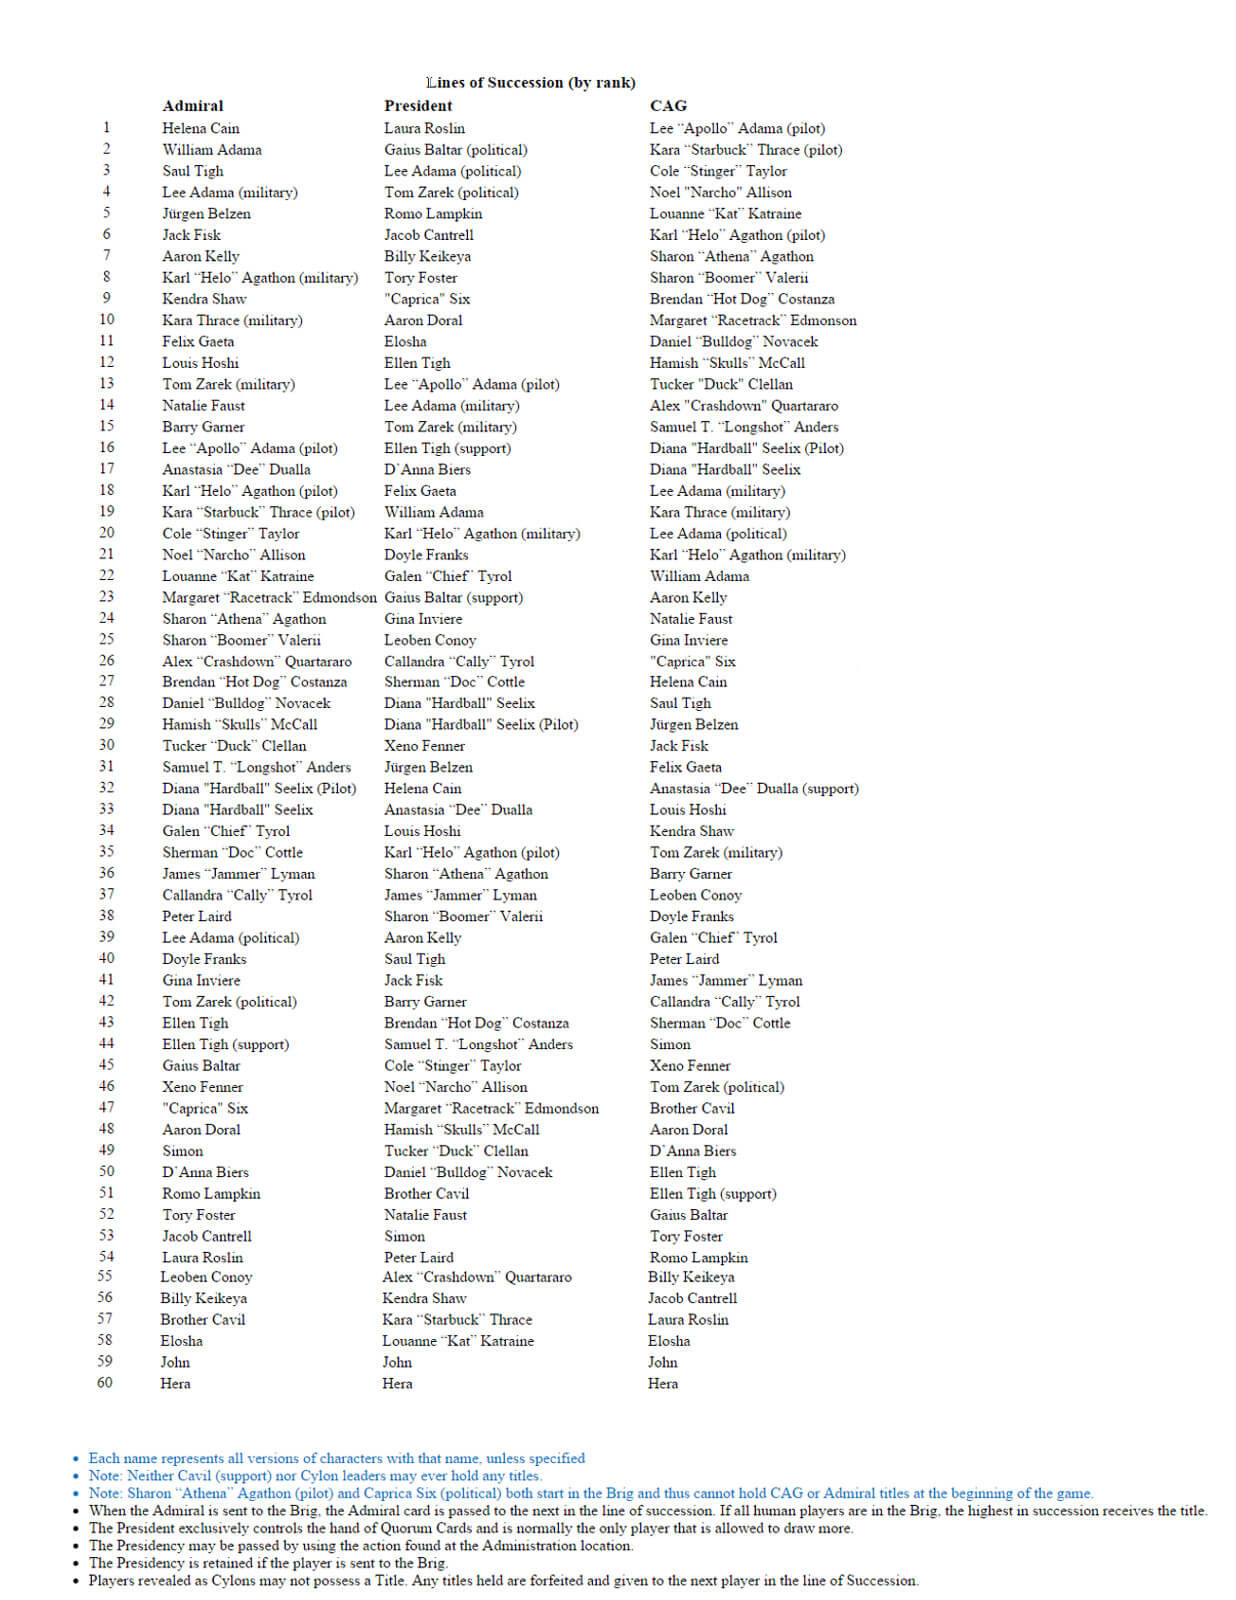 Lines of Succession (by rank)
Admiral President CAG
1 Helena Cain Laura Roslin Lee “Apollo” Adama (pilot)
2 William Adama Gaius Baltar (political) Kara “Starbuck” Thrace (pilot)
3 Saul Tigh Lee Adama (political) Cole “Stinger” Taylor
4 Lee Adama (military) Tom Zarek (political) Noel "Narcho" Allison
5 Jürgen Belzen Romo Lampkin Louanne “Kat” Katraine
6 Jack Fisk Jacob Cantrell Karl “Helo” Agathon (pilot)
7 Aaron Kelly Billy Keikeya Sharon “Athena” Agathon
8 Karl “Helo” Agathon (military) Tory Foster Sharon “Boomer” Valerii
9 Kendra Shaw "Caprica" Six Brendan “Hot Dog” Costanza
10 Kara Thrace (military) Aaron Doral Margaret “Racetrack” Edmonson
11 Felix Gaeta Elosha Daniel “Bulldog” Novacek
12 Louis Hoshi Ellen Tigh Hamish “Skulls” McCall
13 Tom Zarek (military) Lee “Apollo” Adama (pilot) Tucker "Duck" Clellan
14 Natalie Faust Lee Adama (military) Alex "Crashdown" Quartararo
15 Barry Garner Tom Zarek (military) Samuel T. “Longshot” Anders
16 Lee “Apollo” Adama (pilot) Ellen Tigh (support) Diana "Hardball" Seelix (Pilot)
17 Anastasia “Dee” Dualla D’Anna Biers Diana "Hardball" Seelix
18 Karl “Helo” Agathon (pilot) Felix Gaeta Lee Adama (military)
19 Kara “Starbuck” Thrace (pilot) William Adama Kara Thrace (military)
20 Cole “Stinger” Taylor Karl “Helo” Agathon (military) Lee Adama (political)
21 Noel “Narcho” Allison Doyle Franks Karl “Helo” Agathon (military)
22 Louanne “Kat” Katraine Galen “Chief” Tyrol William Adama
23 Margaret “Racetrack” Edmondson Gaius Baltar (support) Aaron Kelly
24 Sharon “Athena” Agathon Gina Inviere Natalie Faust
25 Sharon “Boomer” Valerii Leoben Conoy Gina Inviere
26 Alex “Crashdown” Quartararo Callandra “Cally” Tyrol "Caprica" Six
27 Brendan “Hot Dog” Costanza Sherman “Doc” Cottle Helena Cain
28 Daniel “Bulldog” Novacek Diana "Hardball" Seelix Saul Tigh
29 Hamish “Skulls” McCall Diana "Hardball" Seelix (Pilot) Jürgen Belzen
30 Tucker “Duck” Clellan Xeno Fenner Jack Fisk
31 Samuel T. “Longshot” Anders Jürgen Belzen Felix Gaeta
32 Diana "Hardball" Seelix (Pilot) Helena Cain Anastasia “Dee” Dualla (support)
33 Diana "Hardball" Seelix Anastasia “Dee” Dualla Louis Hoshi
34 Galen “Chief” Tyrol Louis Hoshi Kendra Shaw
35 Sherman “Doc” Cottle Karl “Helo” Agathon (pilot) Tom Zarek (military)
36 James “Jammer” Lyman Sharon “Athena” Agathon Barry Garner
37 Callandra “Cally” Tyrol James “Jammer” Lyman Leoben Conoy
38 Peter Laird Sharon “Boomer” Valerii Doyle Franks
39 Lee Adama (political) Aaron Kelly Galen “Chief” Tyrol
40 Doyle Franks Saul Tigh Peter Laird
41 Gina Inviere Jack Fisk James “Jammer” Lyman
42 Tom Zarek (political) Barry Garner Callandra “Cally” Tyrol
43 Ellen Tigh Brendan “Hot Dog” Costanza Sherman “Doc” Cottle
44 Ellen Tigh (support) Samuel T. “Longshot” Anders Simon
45 Gaius Baltar Cole “Stinger” Taylor Xeno Fenner
46 Xeno Fenner Noel “Narcho” Allison Tom Zarek (political)
47 "Caprica" Six Margaret “Racetrack” Edmondson Brother Cavil
48 Aaron Doral Hamish “Skulls” McCall Aaron Doral
49 Simon Tucker “Duck” Clellan D’Anna Biers
50 D’Anna Biers Daniel “Bulldog” Novacek Ellen Tigh
51 Romo Lampkin Brother Cavil Ellen Tigh (support)
52 Tory Foster Natalie Faust Gaius Baltar
53 Jacob Cantrell Simon Tory Foster
54 Laura Roslin Peter Laird Romo Lampkin
55 Leoben Conoy Alex “Crashdown” Quartararo Billy Keikeya
56 Billy Keikeya Kendra Shaw Jacob Cantrell
57 Brother Cavil Kara “Starbuck” Thrace Laura Roslin
58 Elosha Louanne “Kat” Katraine Elosha
59 John John John
60 Hera Hera Hera
• Each name represents all versions of characters with that name, unless specified
• Note: Neither Cavil (support) nor Cylon leaders may ever hold any titles.
• Note: Sharon “Athena” Agathon (pilot) and Caprica Six (political) both start in the Brig and thus cannot hold CAG or Admiral titles at the beginning of the game.
• When the Admiral is sent to the Brig, the Admiral card is passed to the next in the line of succession. If all human players are in the Brig, the highest in succession receives the title.
• The President exclusively controls the hand of Quorum Cards and is normally the only player that is allowed to draw more.
• The Presidency may be passed by using the action found at the Administration location.
• The Presidency is retained if the player is sent to the Brig.
• Players revealed as Cylons may not possess a Title. Any titles held are forfeited and given to the next player in the line of Succession.